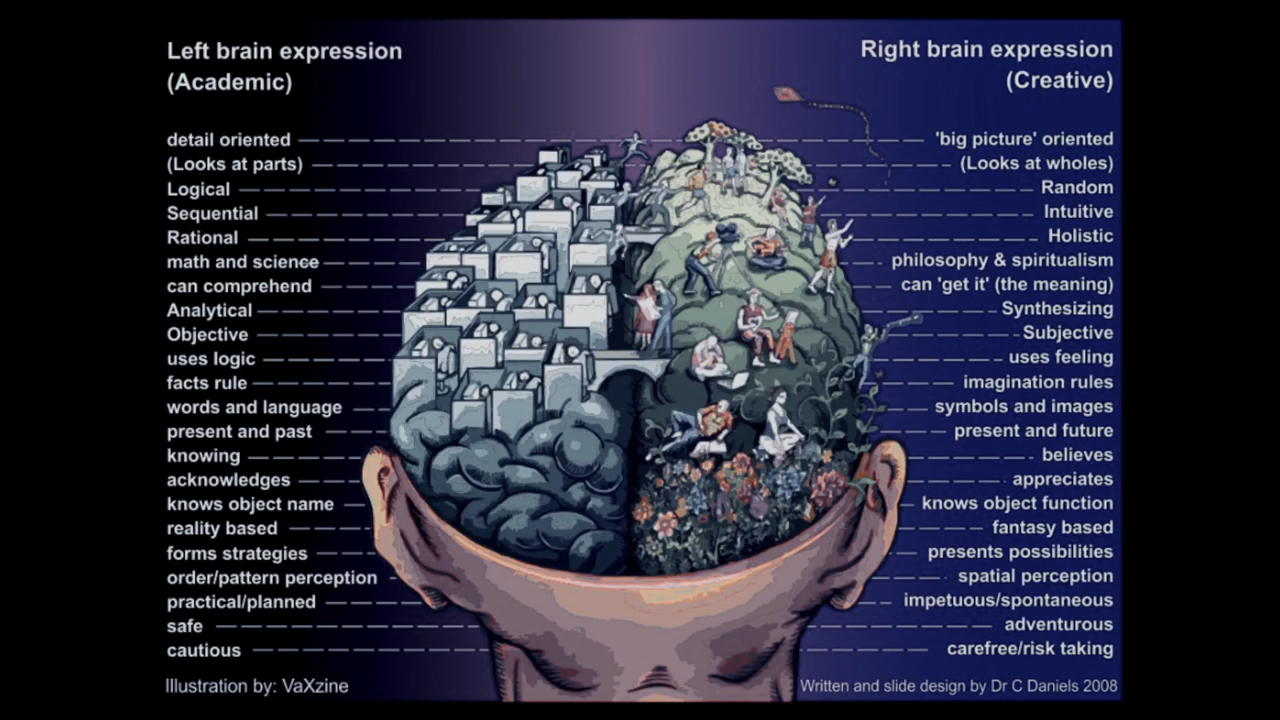 Left brain expression
(Academic)
detail oriented
(Looks at parts)
Logical
Sequential
Rational
math and science
can comprehend
Analytical
Objective
uses logic
facts rule
words and language
present and past
knowing
acknowledges
knows object name
reality based
forms strategies
order/pattern perception
practical/planned
safe
cautious
Illustration by: VaXzine
Right brain expression
(Creative)
'big picture' oriented
(Looks at wholes)
Random
Intuitive
Holistic
philosophy & spiritualism
can 'get it' (the meaning)
Synthesizing
Subjective
uses feeling
imagination rules
symbols and images
present and future
believes
appreciates
knows object function
fantasy based
presents possibilities
spatial perception
impetuous/spontaneous
adventurous
carefree/risk taking
Written and slide design by Dr C Daniels 2008